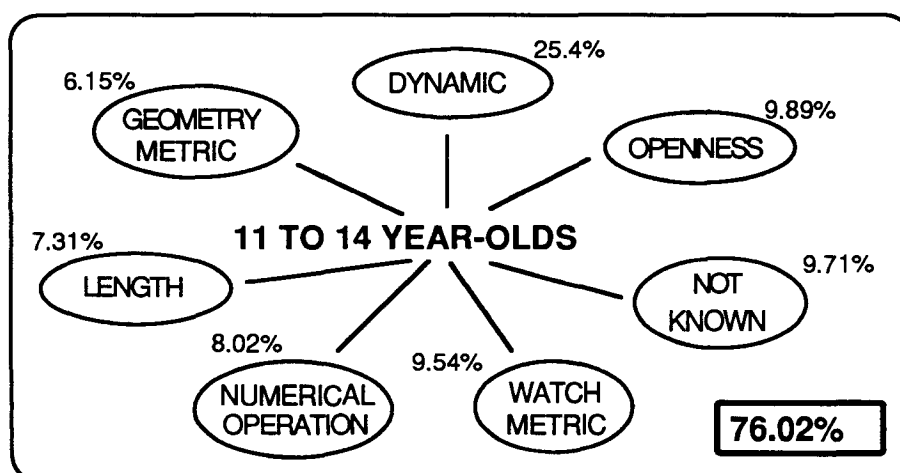 25.4%
DYNAMIC
6.15%
GEOMETRY
METRIC
9.89%
OPENNESS
11 TO 14 YEAR-OLDS
7.31%
LENGTH
9.71%
NOT
KNOWN
8.02%
NUMERICAL
OPERATION
9.54%
WATCH
METRIC
76.02%